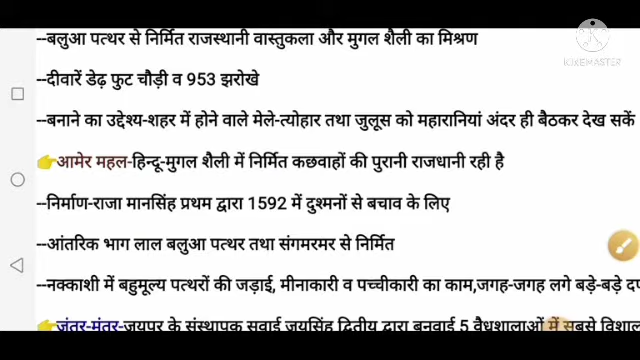 --बलुआ पत्थर से निर्मित राजस्थानी वास्तुकला और मुगल शैली का मिश्रण
KINEMASTER
--दीवारें डेढ़ फुट चौड़ी व 953 झरोखे
--बनाने का उद्देश्य-शहर में होने वाले मेले-त्योहार तथा जुलूस को महारानियां अंदर ही बैठकर देख सकें
👉आमेर महल-हिन्दू-मुगल शैली में निर्मित कछवाहों की पुरानी राजधानी रही है
--निर्माण-राजा मानसिंह प्रथम द्वारा 1592 में दुश्मनों से बचाव के लिए
--आंतरिक भाग लाल बलुआ पत्थर तथा संगमरमर से निर्मित
--नक्काशी में बहुमूल्य पत्थरों की जड़ाई, मीनाकारी व पच्चीकारी का काम,जगह-जगह लगे बड़े-बड़े
👉जंतर-मंतर-जयपुर के संस्थापक सवाई जयसिंह द्वितीय द्वारा बनवाई 5 वैधशालाओं में सबसे विशाल